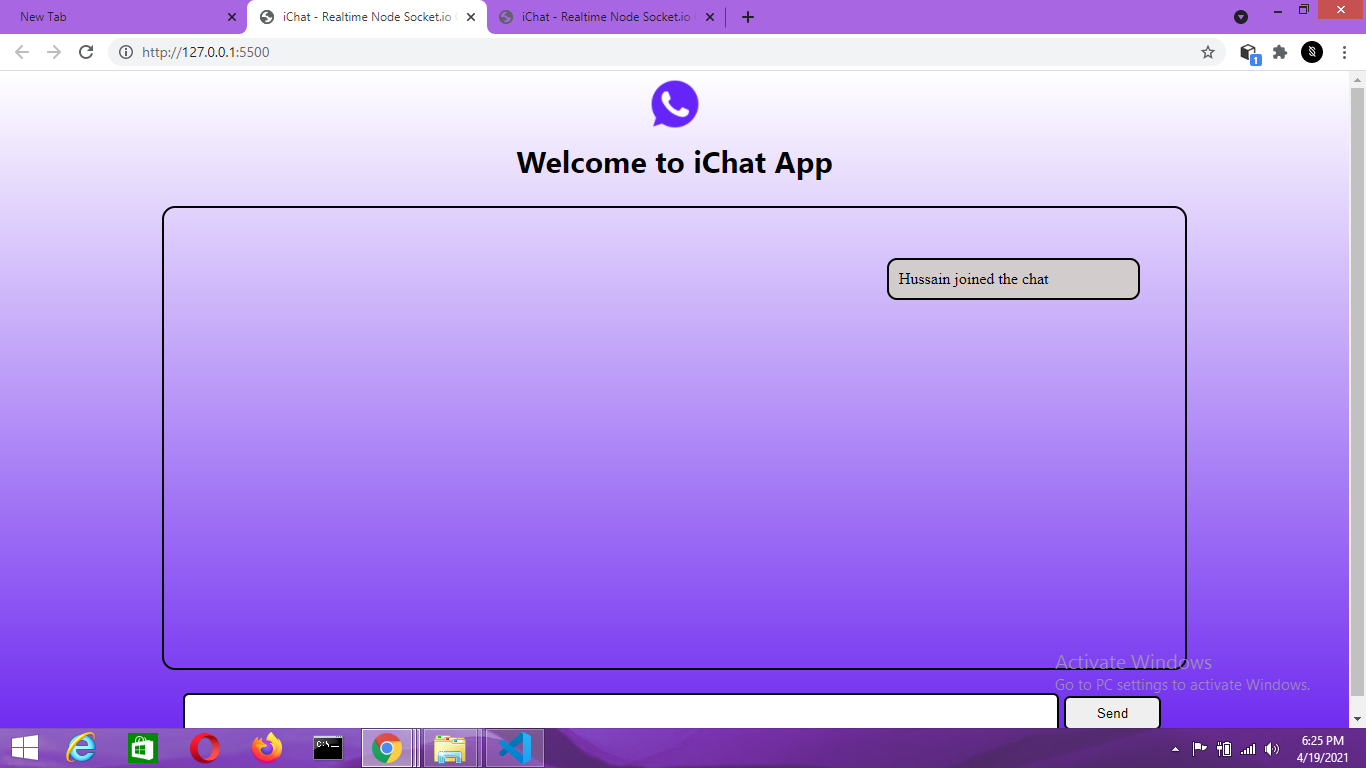 New Tab
iChat - Realtime Node Socket.io
iChat - Realtime Node Socket.io
http://127.0.0.1:5500
1
Welcome to iChat App
Hussain joined the chat
Activate Windows
Go to PC settings to activate Windows.
Send
C:\>_
6:25 PM
4/19/2021